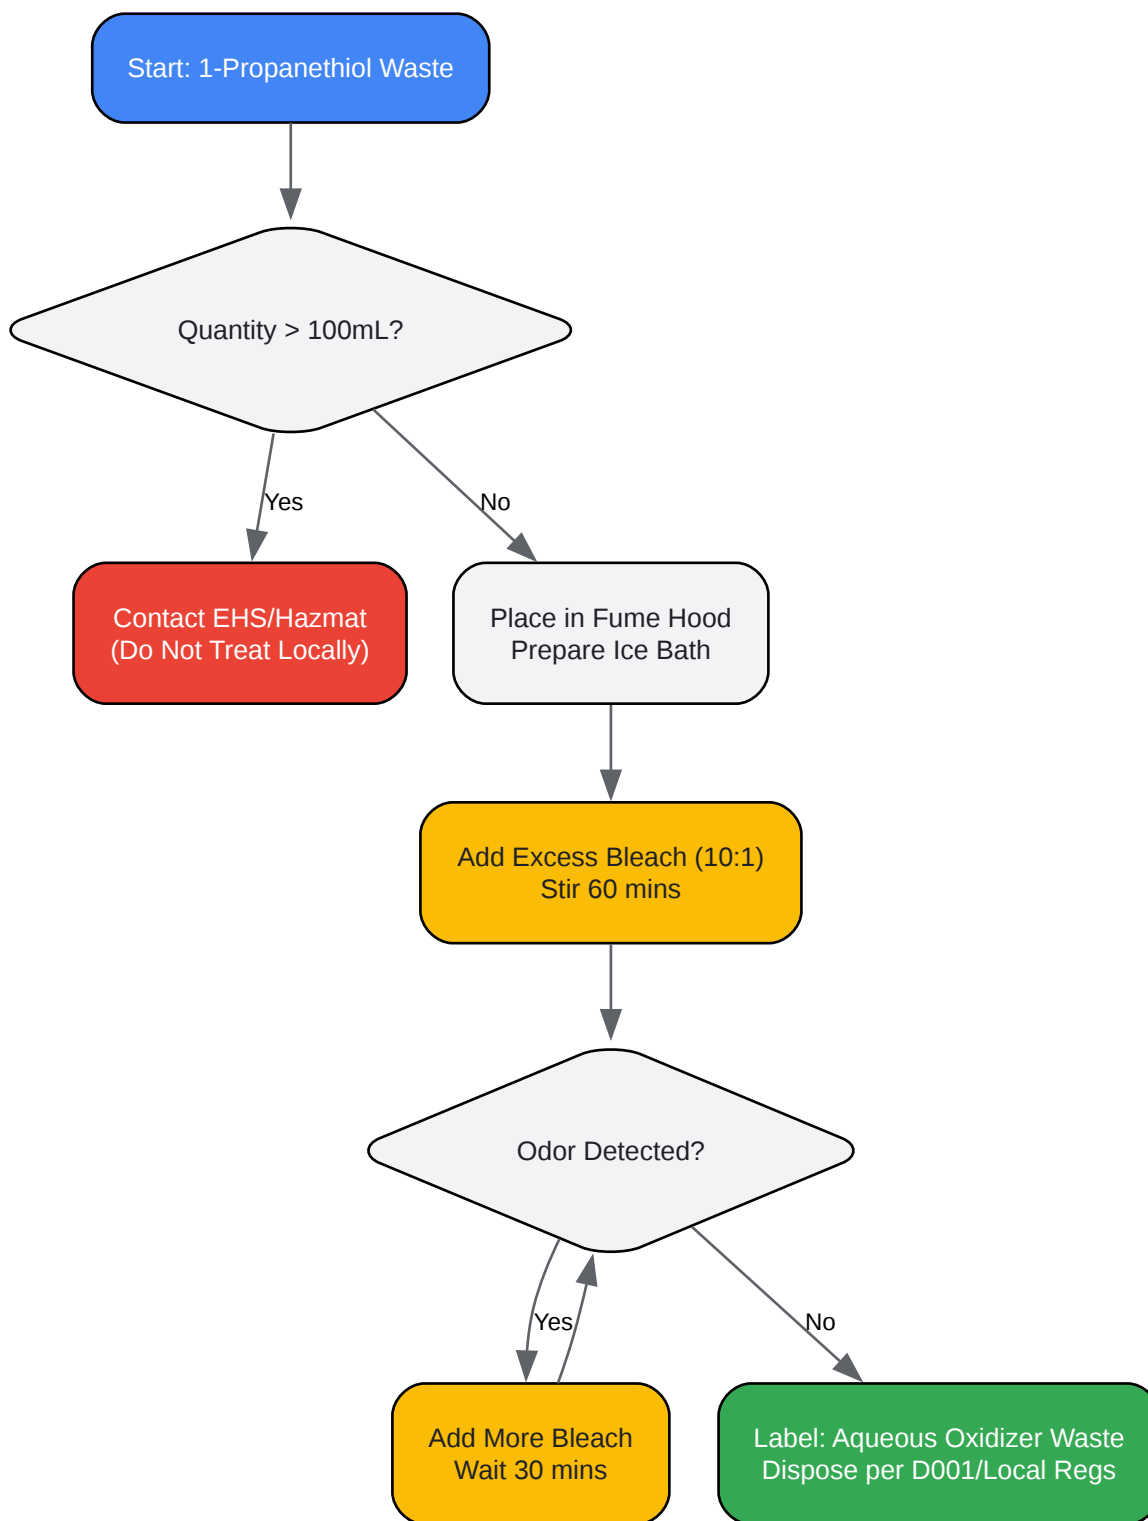 Start: 1-Propanethiol Waste
Quantity > 100mL?
Yes
No
Contact EHS/Hazmat
(Do Not Treat Locally)
Place in Fume Hood
Prepare Ice Bath
Add Excess Bleach (10:1)
Stir 60 mins
Odor Detected?
Yes
No
Add More Bleach
Wait 30 mins
Label: Aqueous Oxidizer Waste
Dispose per D001/Local Regs